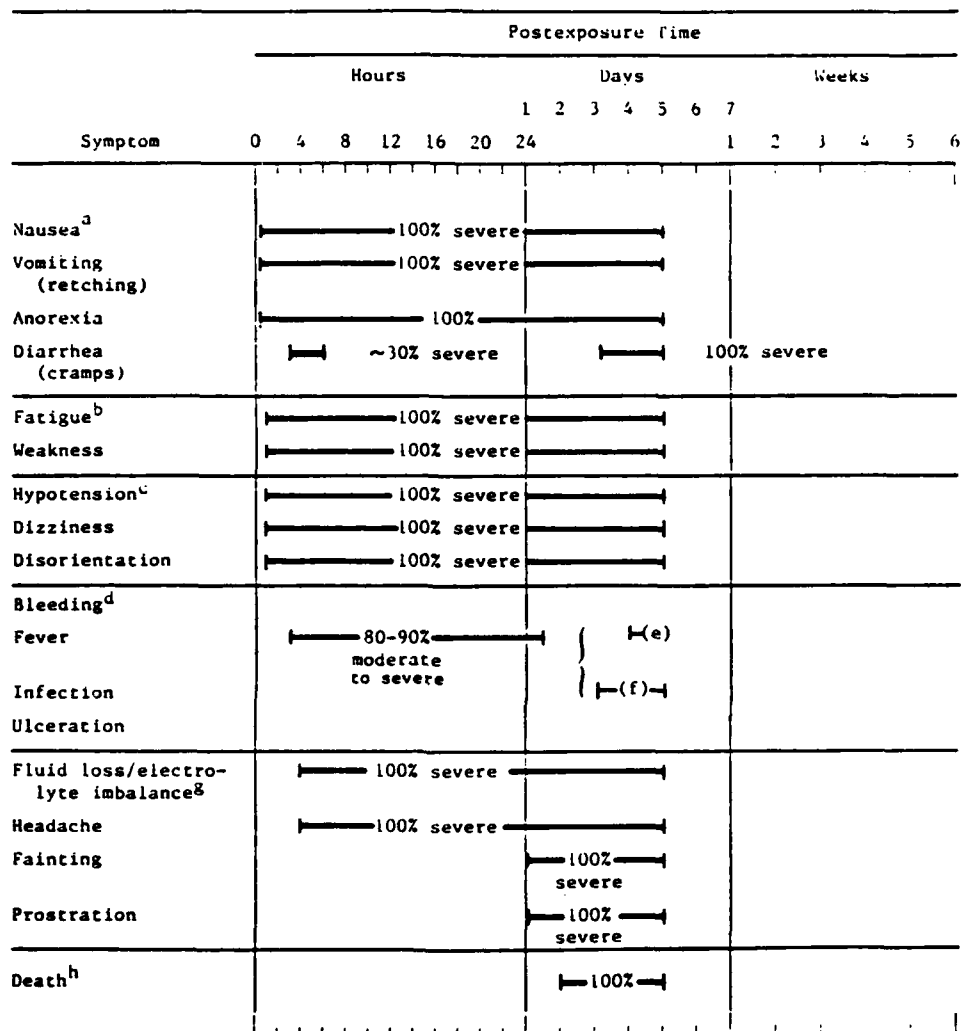 Postexposure Time
Hours Days Weeks
1 2 3 4 5 6 7
Symptom 0 4 8 12 16 20 24 1 2 3 4 5 6
Nausea^a 100% severe
Vomiting 100% severe
(retching)
Anorexia 100%
Diarrhea ~30% severe 100% severe
(cramps)
Fatigue^b 100% severe
Weakness 100% severe
Hypotension^c 100% severe
Dizziness 100% severe
Disorientation 100% severe
Bleeding^d
Fever 80-90% (e)
moderate
to severe
Infection (f)
Ulceration
Fluid loss/electro- 100% severe
lyte imbalance^g
Headache 100% severe
Fainting 100%
severe
Prostration 100%
severe
Death^h 100%